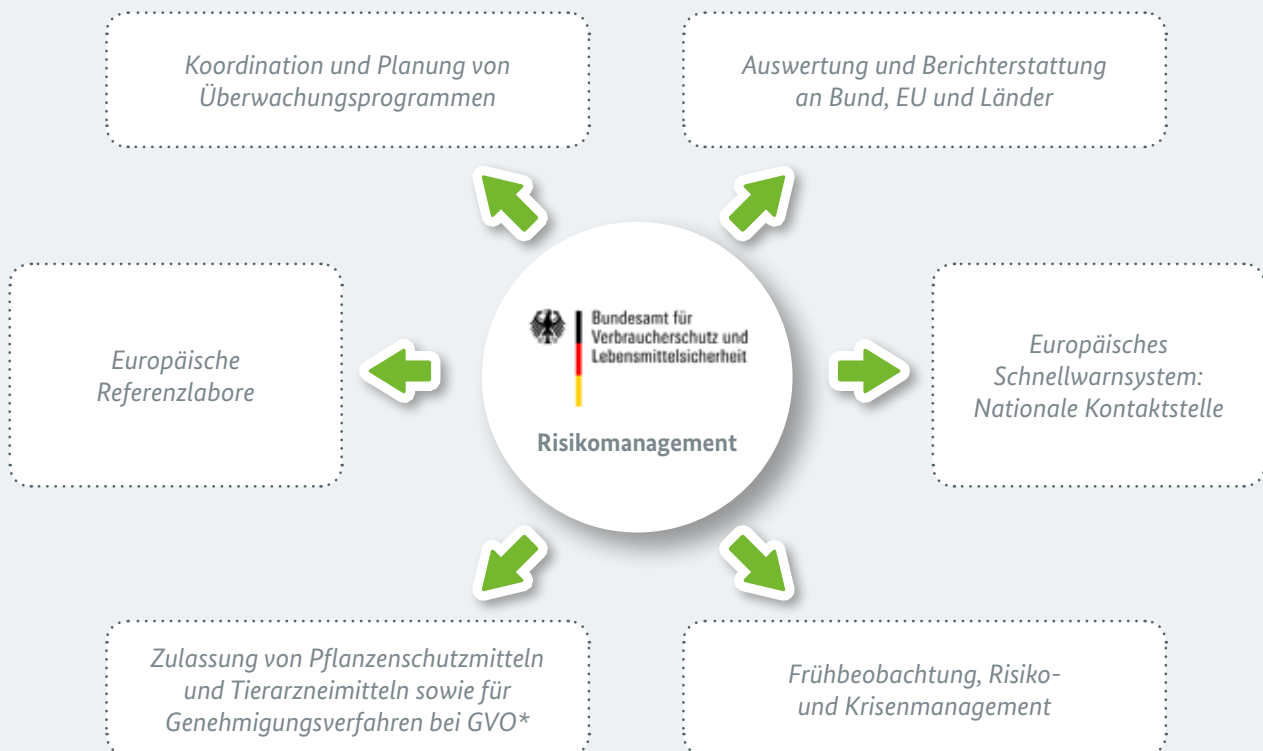 Koordination und Planung von
Überwachungsprogrammen
Auswertung und Berichterstattung
an Bund, EU und Länder
Europäische
Referenzlabore
Bundesamt für
Verbraucherschutz und
Lebensmittelsicherheit
Risikomanagement
Europäisches
Schnellwarnsystem:
Nationale Kontaktstelle
Zulassung von Pflanzenschutzmitteln
und Tierarzneimitteln sowie für
Genehmigungsverfahren bei GVO*
Frühbeobachtung, Risiko-
und Krisenmanagement